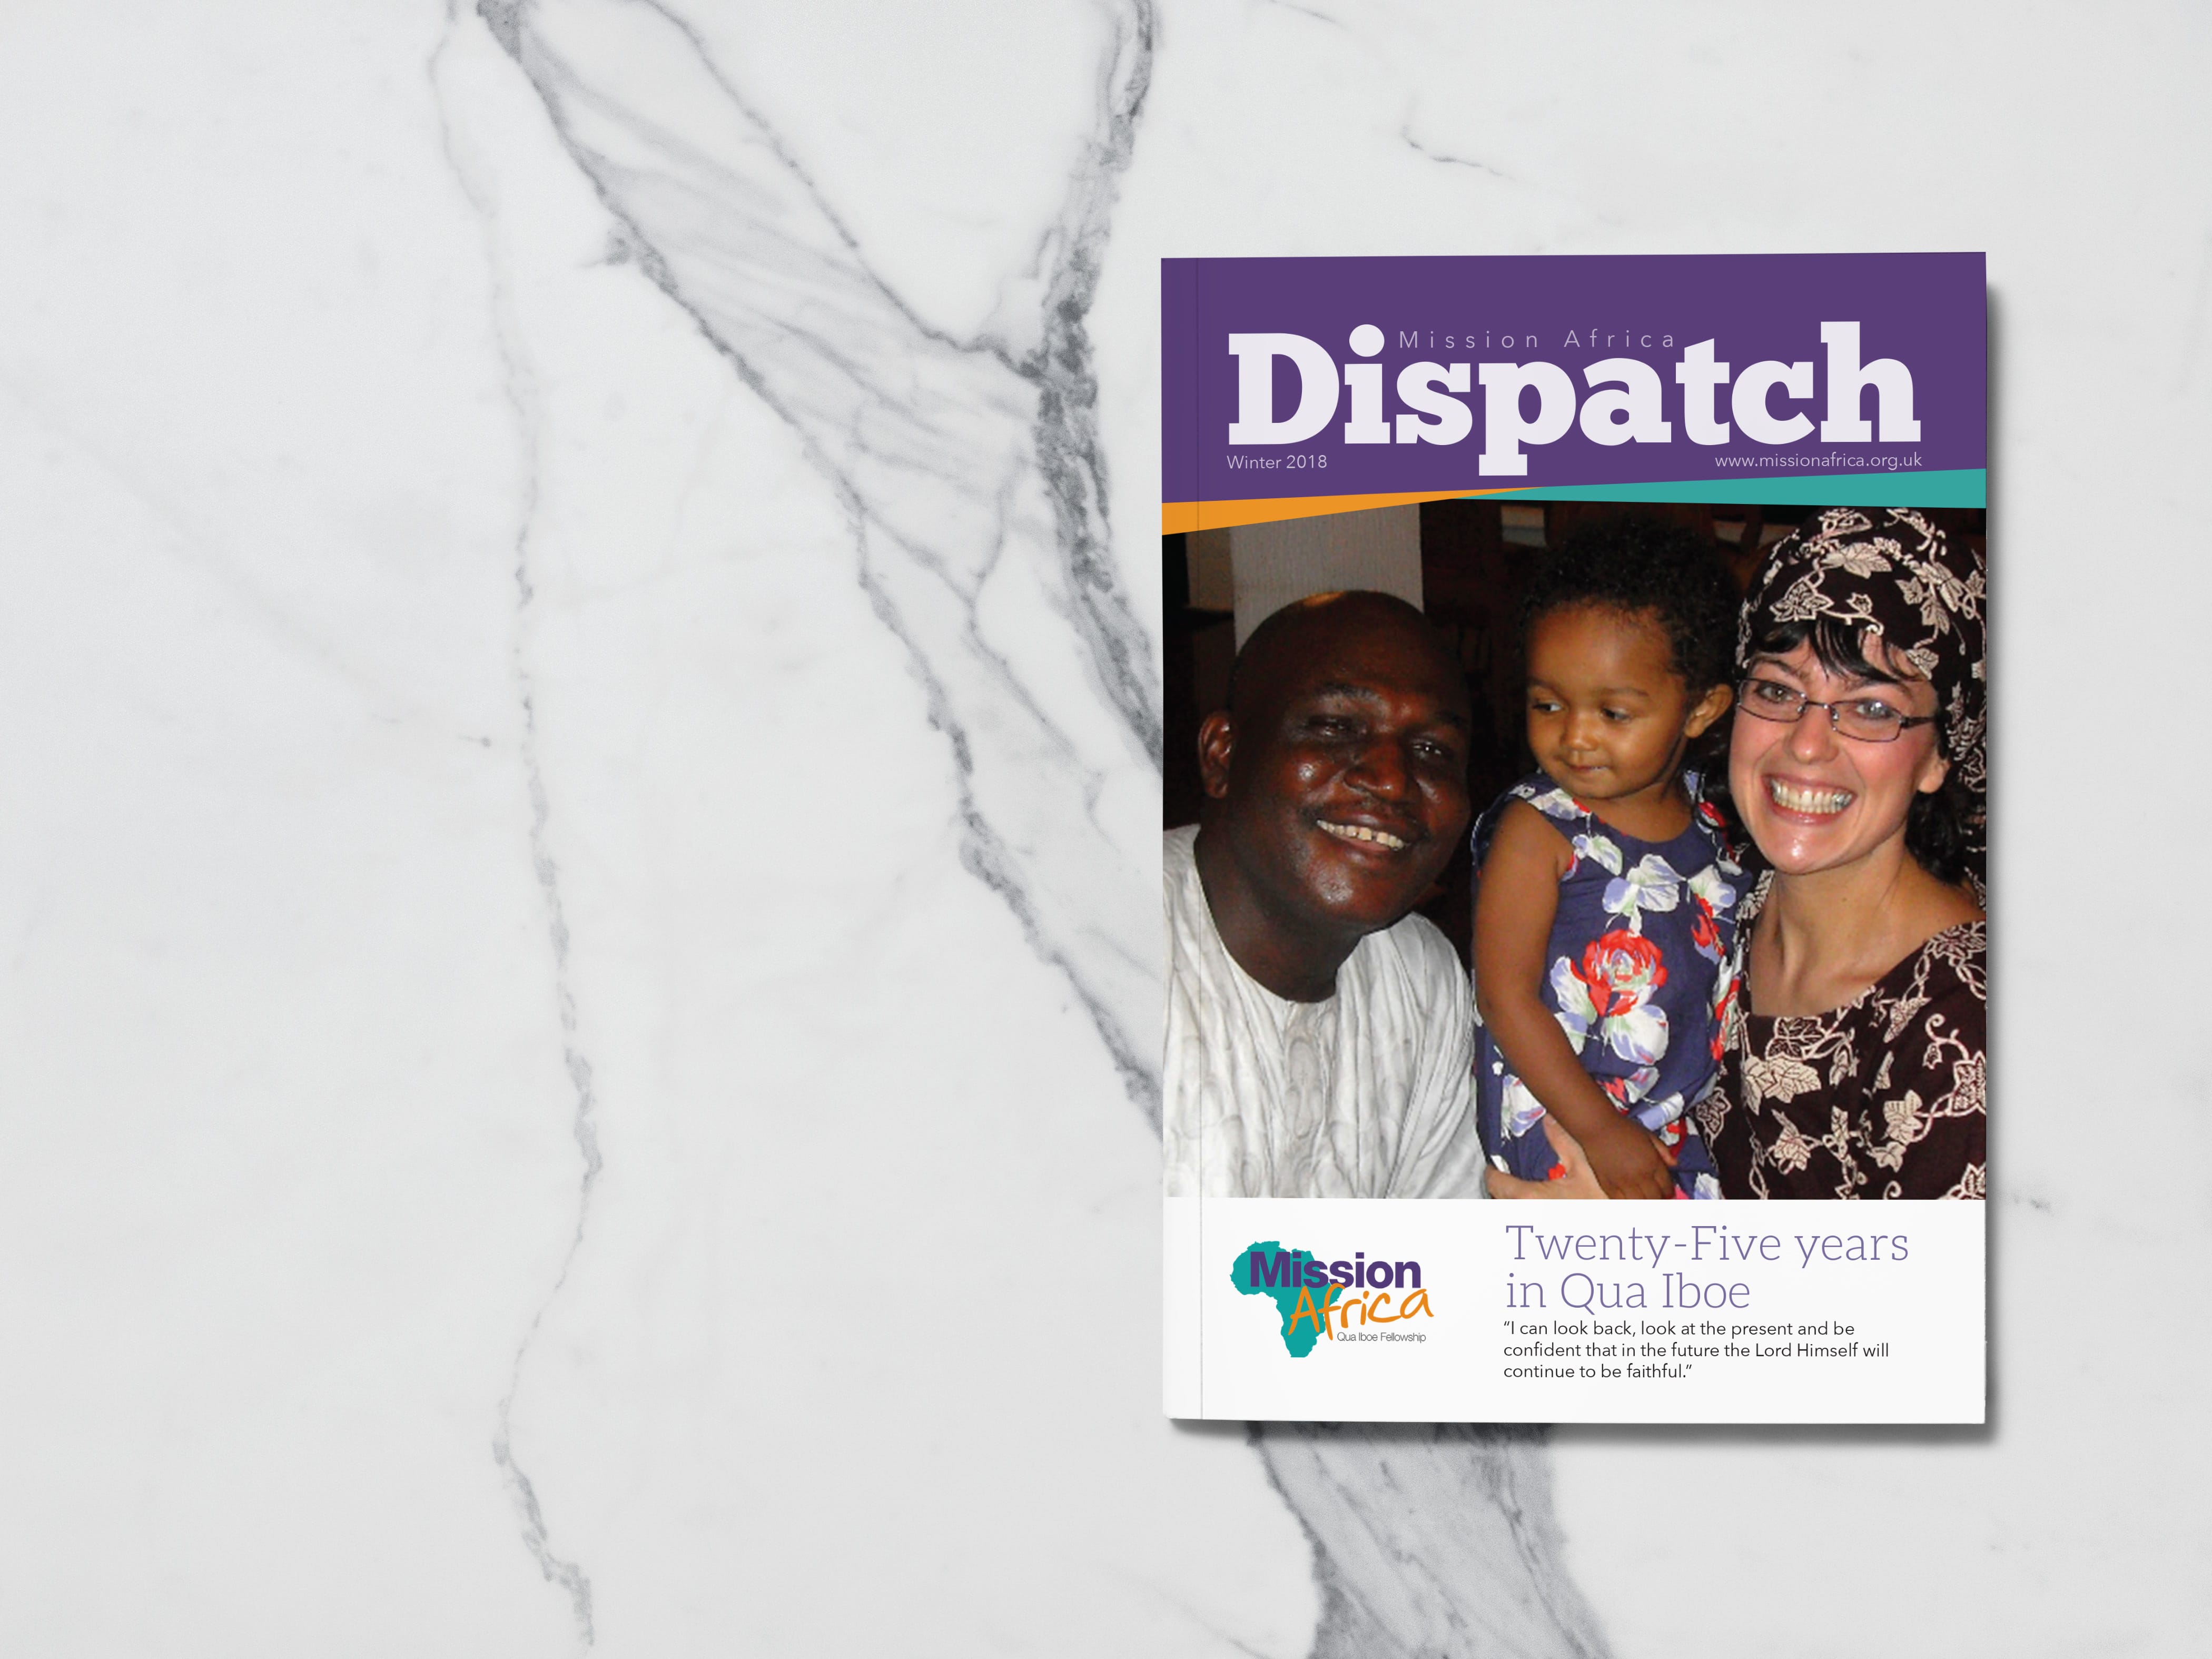 Mission Africa
Dispatch
Winter 2018
www.missionafrica.org.uk
Mission
Africa
Qua Iboe Fellowship
Twenty-Five years
in Qua Iboe
“I can look back, look at the present and be
confident that in the future the Lord Himself will
continue to be faithful.”